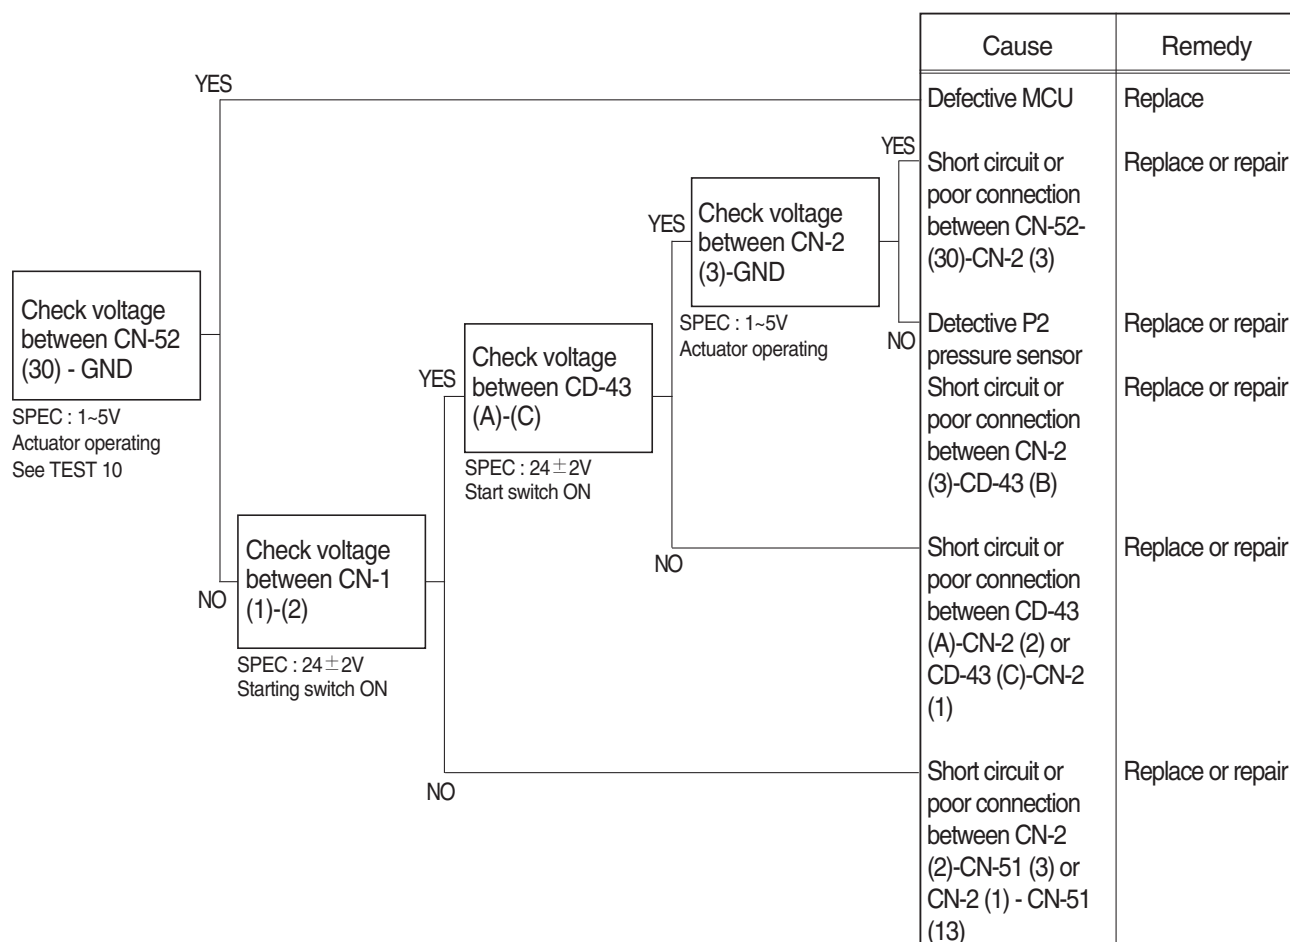 Cause
Remedy
YES
Defective MCU
Replace
YES
Short circuit or
poor connection
between CN-52-
(30)-CN-2 (3)
Replace or repair
YES
Check voltage
between CN-2
(3)-GND
SPEC : 1~5V
Actuator operating
NO
Detective P2
pressure sensor
Replace or repair
Short circuit or
poor connection
between CN-2
(3)-CD-43 (B)
Replace or repair
Check voltage
between CN-52
(30) - GND
SPEC : 1~5V
Actuator operating
See TEST 10
YES
Check voltage
between CD-43
(A)-(C)
SPEC : 24±2V
Start switch ON
NO
Short circuit or
poor connection
between CD-43
(A)-CN-2 (2) or
CD-43 (C)-CN-2
(1)
Replace or repair
NO
Check voltage
between CN-1
(1)-(2)
SPEC : 24±2V
Starting switch ON
NO
Short circuit or
poor connection
between CN-2
(2)-CN-51 (3) or
CN-2 (1) - CN-51
(13)
Replace or repair